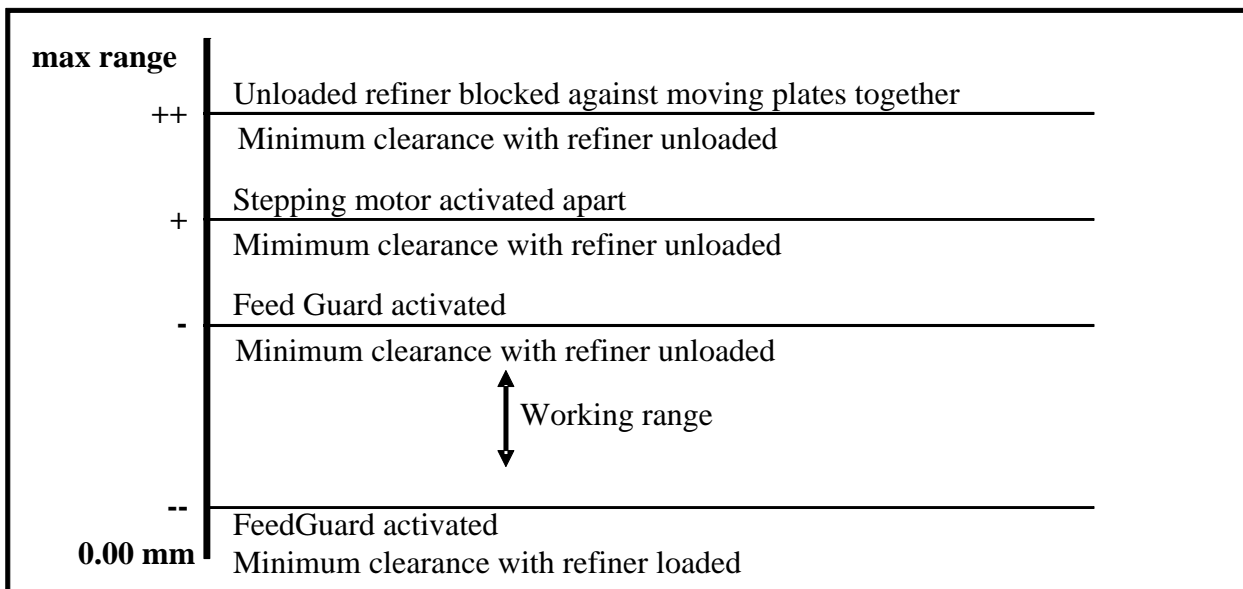 max range
Unloaded refiner blocked against moving plates together
++
Minimum clearance with refiner unloaded
Stepping motor activated apart
+
Mimimum clearance with refiner unloaded
Feed Guard activated
-
Minimum clearance with refiner unloaded
Working range
--
FeedGuard activated
0.00 mm
Minimum clearance with refiner loaded